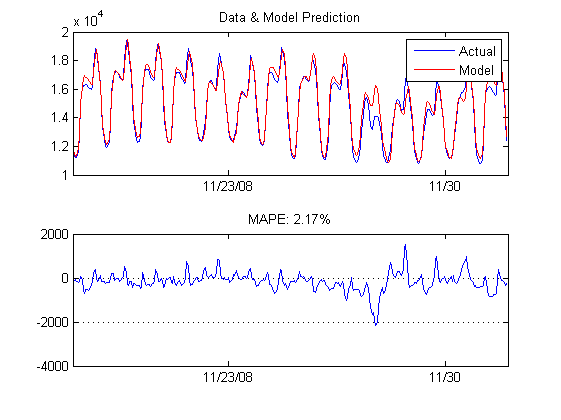 Data & Model Prediction
x 10^4
2
1.8
1.6
1.4
1.2
1
Actual
Model
11/23/08
11/30
MAPE: 2.17%
2000
0
-2000
-4000
11/23/08
11/30